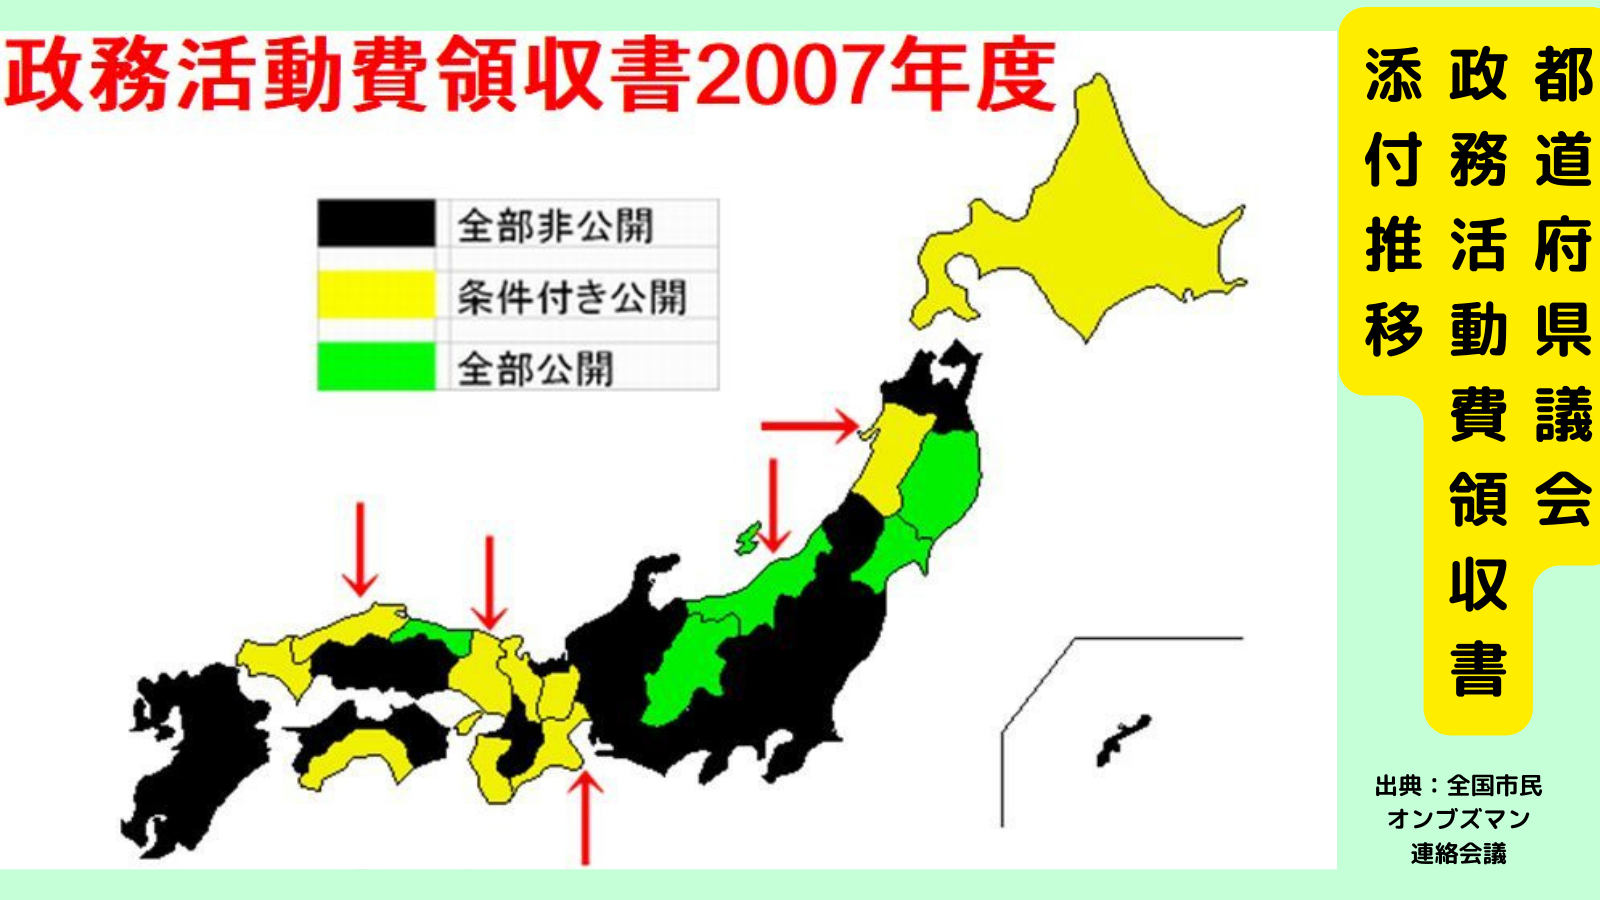 政務活動費領収書2007年度
全部非公開
条件付き公開
全部公開
都道府県議会
政務活動費領収書
添付推移
出典：全国市民
オンブズマン
連絡会議